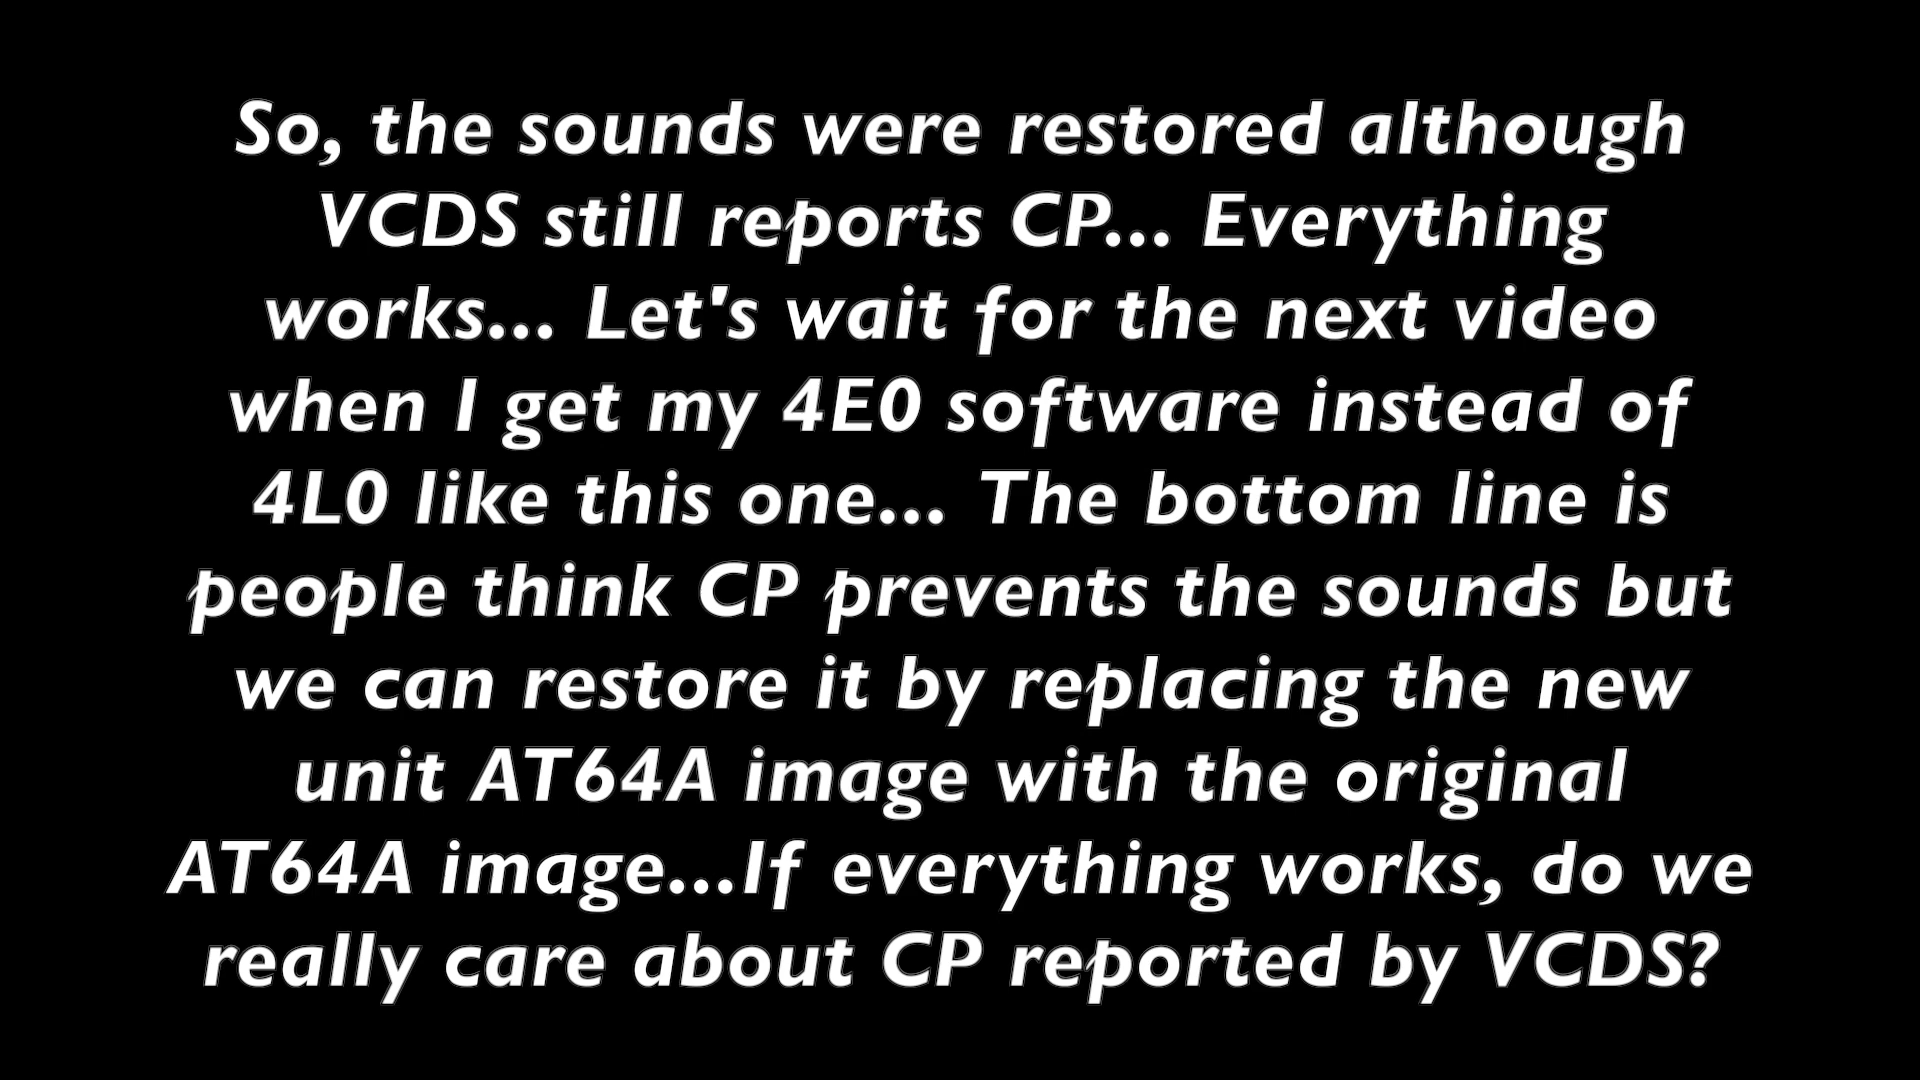 So, the sounds were restored although
VCDS still reports CP... Everything
works... Let's wait for the next video
when I get my 4E0 software instead of
4L0 like this one... The bottom line is
people think CP prevents the sounds but
we can restore it by replacing the new
unit AT64A image with the original
AT64A image...If everything works, do we
really care about CP reported by VCDS?